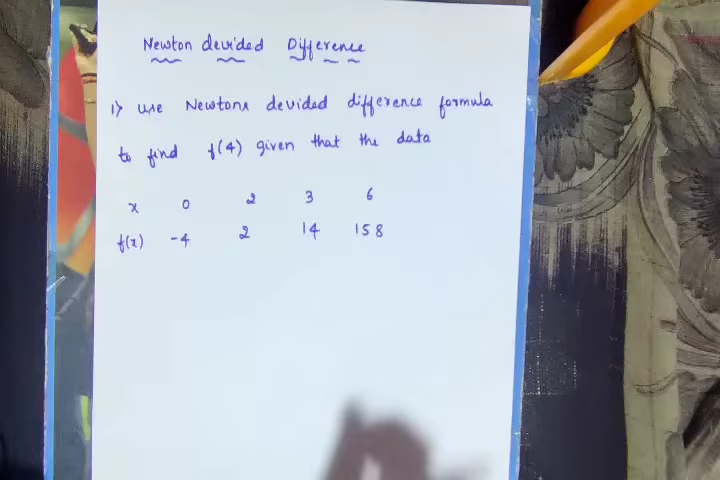 Newton devided Difference
1) use Newtons devided difference formula
to find f(4) given that the data
x 0 2 3 6
f(x) -4 2 14 158